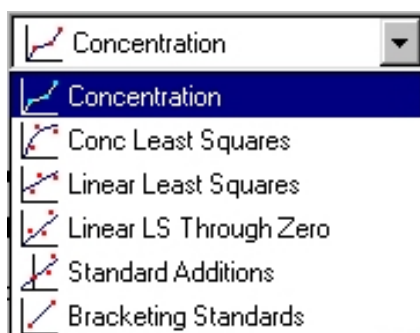 Concentration
Concentration
Conc Least Squares
Linear Least Squares
Linear LS Through Zero
Standard Additions
Bracketing Standards